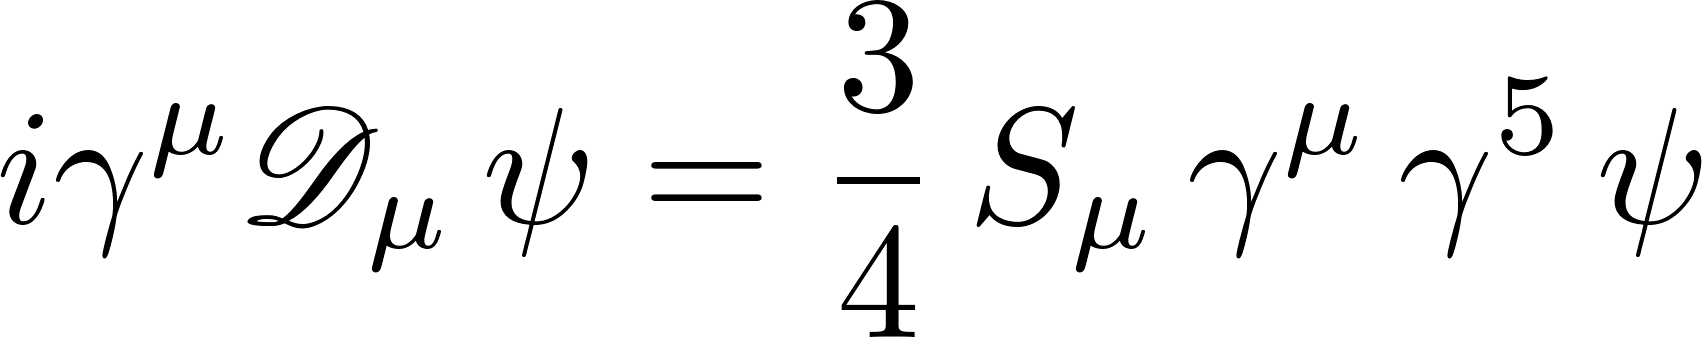 iγ^μ 𝒟_μ ψ = 3/4 S_μ γ^μ γ^5 ψ